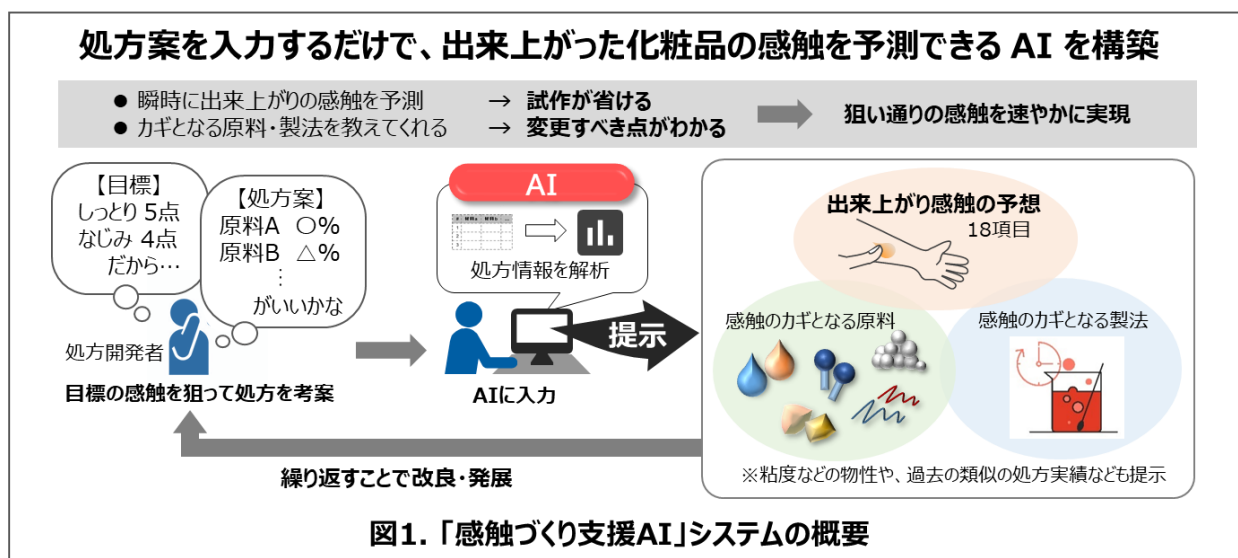 処方案を入力するだけで、出来上がった化粧品の感触を予測できる AI を構築
● 瞬時に出来上がりの感触を予測 → 試作が省ける
● カギとなる原料・製法を教えてくれる → 変更すべき点がわかる
狙い通りの感触を速やかに実現
【目標】
しっとり 5点
なじみ 4点
だから…
【処方案】
原料A 〇%
原料B △%
…
がいいかな
処方開発者
目標の感触を狙って処方を考案
AI
処方情報を解析
AIに入力
提示
出来上がり感触の予想
18項目
感触のカギとなる原料
感触のカギとなる製法
※粘度などの物性や、過去の類似の処方実績なども提示
繰り返すことで改良・発展
図1. 「感触づくり支援AI」システムの概要